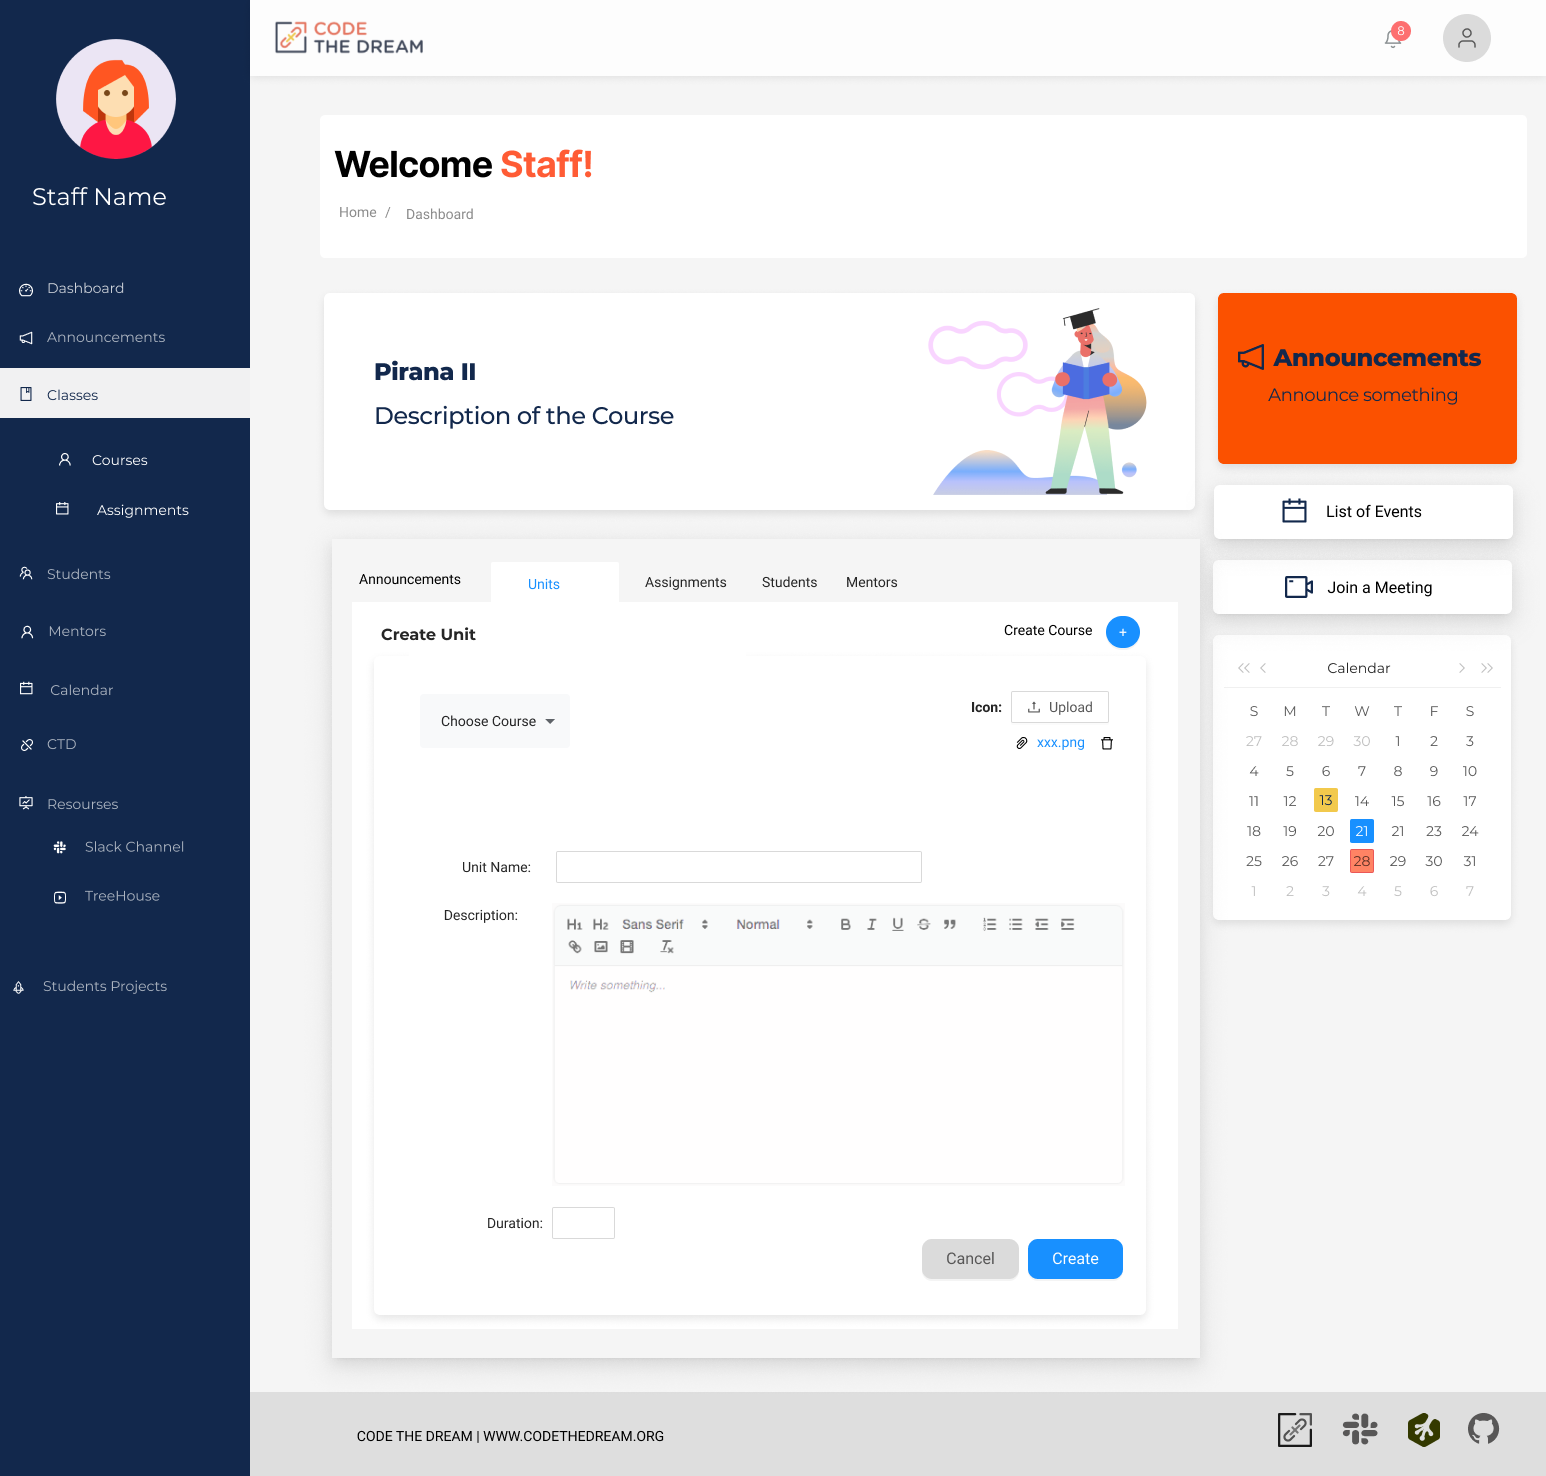 Staff Name
Dashboard
Announcements
Classes
Courses
Assignments
Students
Mentors
Calendar
CTD
Resourses
Slack Channel
TreeHouse
Students Projects
CODE
THE DREAM
8
Welcome Staff!
Home / Dashboard
Pirana II
Description of the Course
Announcements
Announce something
List of Events
Join a Meeting
Calendar
S M T W T F S
27 28 29 30 1 2 3
4 5 6 7 8 9 10
11 12 13 14 15 16 17
18 19 20 21 21 23 24
25 26 27 28 29 30 31
1 2 3 4 5 6 7
Announcements Units Assignments Students Mentors
Create Unit
Create Course +
Choose Course
Icon: Upload
xxx.png
Unit Name:
Description:
H1 H2 Sans Serif Normal B I U S ”
Write something...
Duration:
Cancel Create
CODE THE DREAM | WWW.CODETHEDREAM.ORG